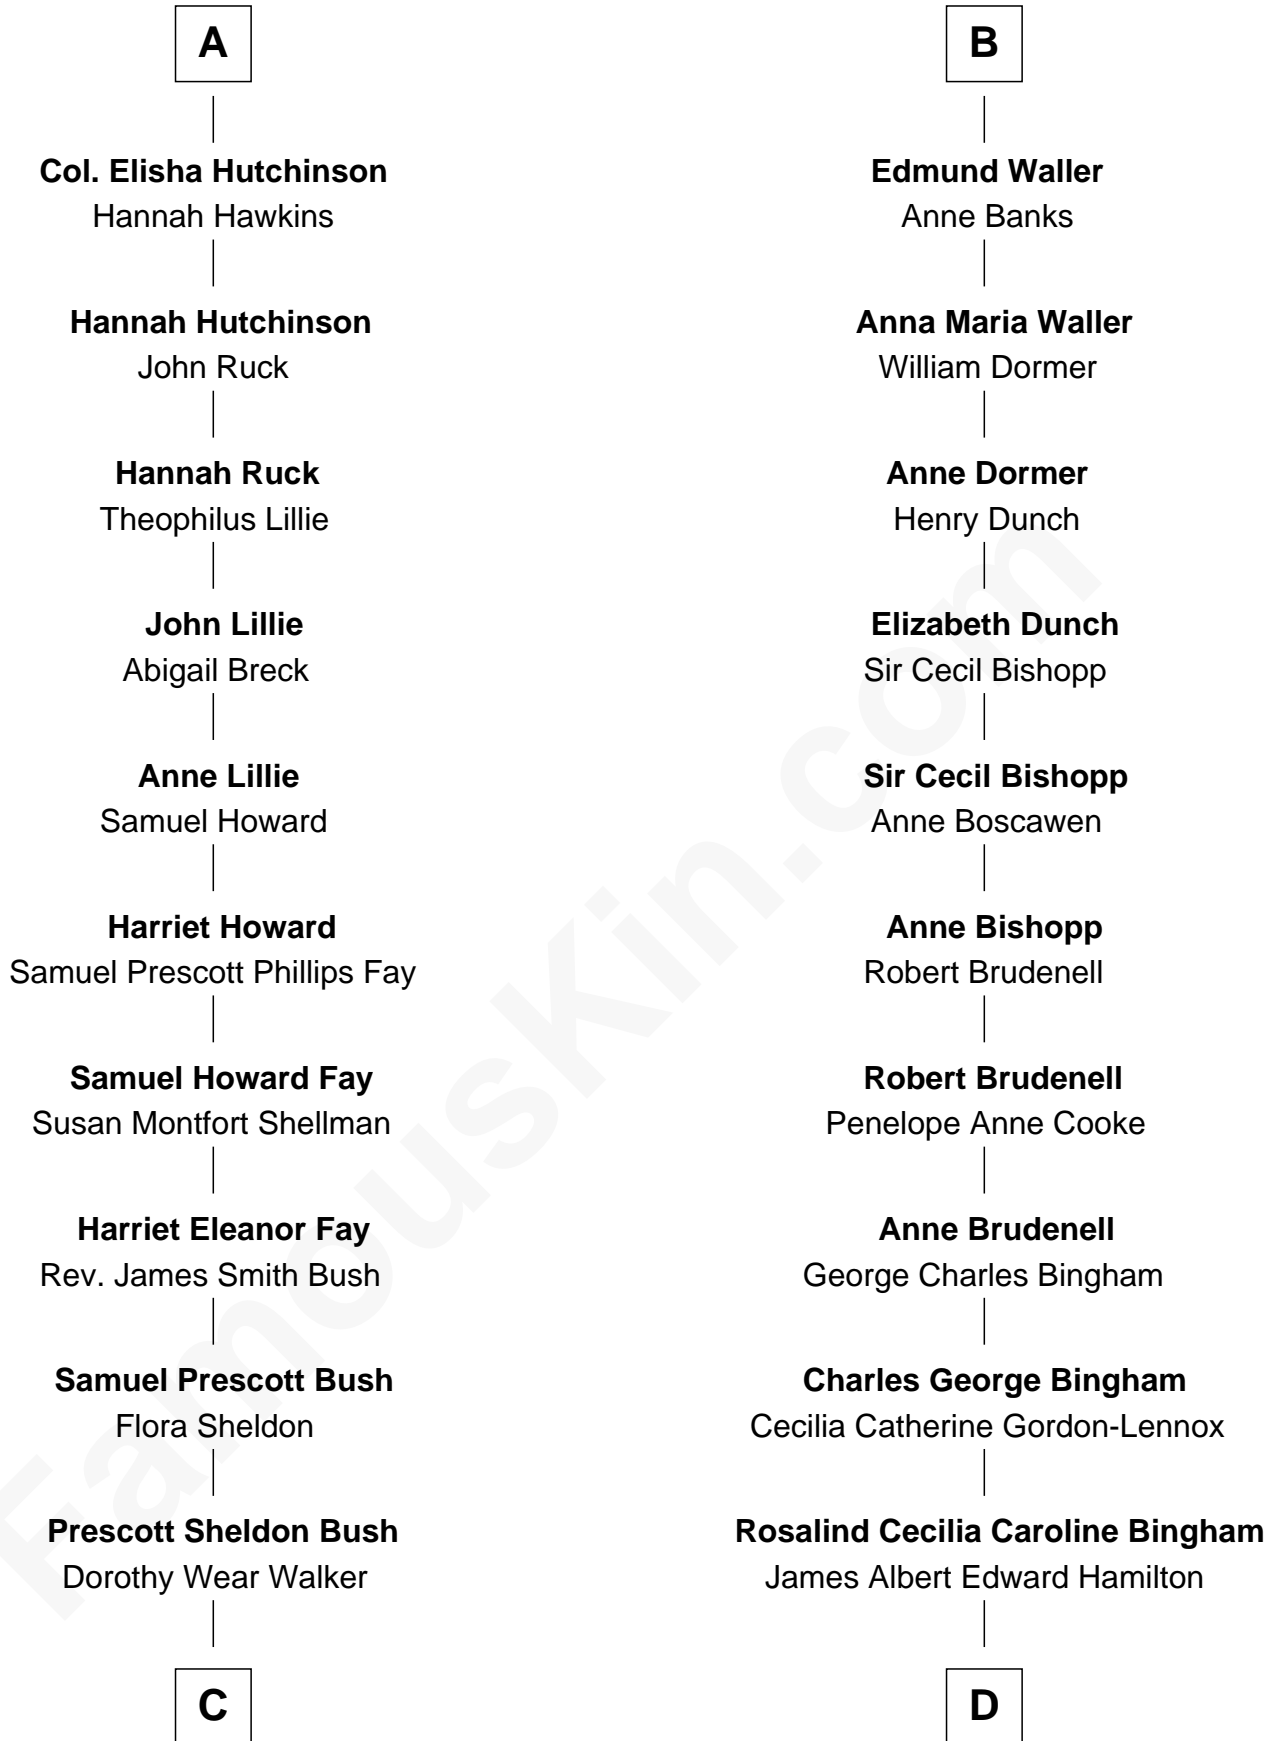 A
Col. Elisha Hutchinson
Hannah Hawkins
Hannah Hutchinson
John Ruck
Hannah Ruck
Theophilus Lillie
John Lillie
Abigail Breck
Anne Lillie
Samuel Howard
Harriet Howard
Samuel Prescott Phillips Fay
Samuel Howard Fay
Susan Montfort Shellman
Harriet Eleanor Fay
Rev. James Smith Bush
Samuel Prescott Bush
Flora Sheldon
Prescott Sheldon Bush
Dorothy Wear Walker
C
B
Edmund Waller
Anne Banks
Anna Maria Waller
William Dormer
Anne Dormer
Henry Dunch
Elizabeth Dunch
Sir Cecil Bishopp
Sir Cecil Bishopp
Anne Boscawen
Anne Bishopp
Robert Brudenell
Robert Brudenell
Penelope Anne Cooke
Anne Brudenell
George Charles Bingham
Charles George Bingham
Cecilia Catherine Gordon-Lennox
Rosalind Cecilia Caroline Bingham
James Albert Edward Hamilton
D
FamousKin.com